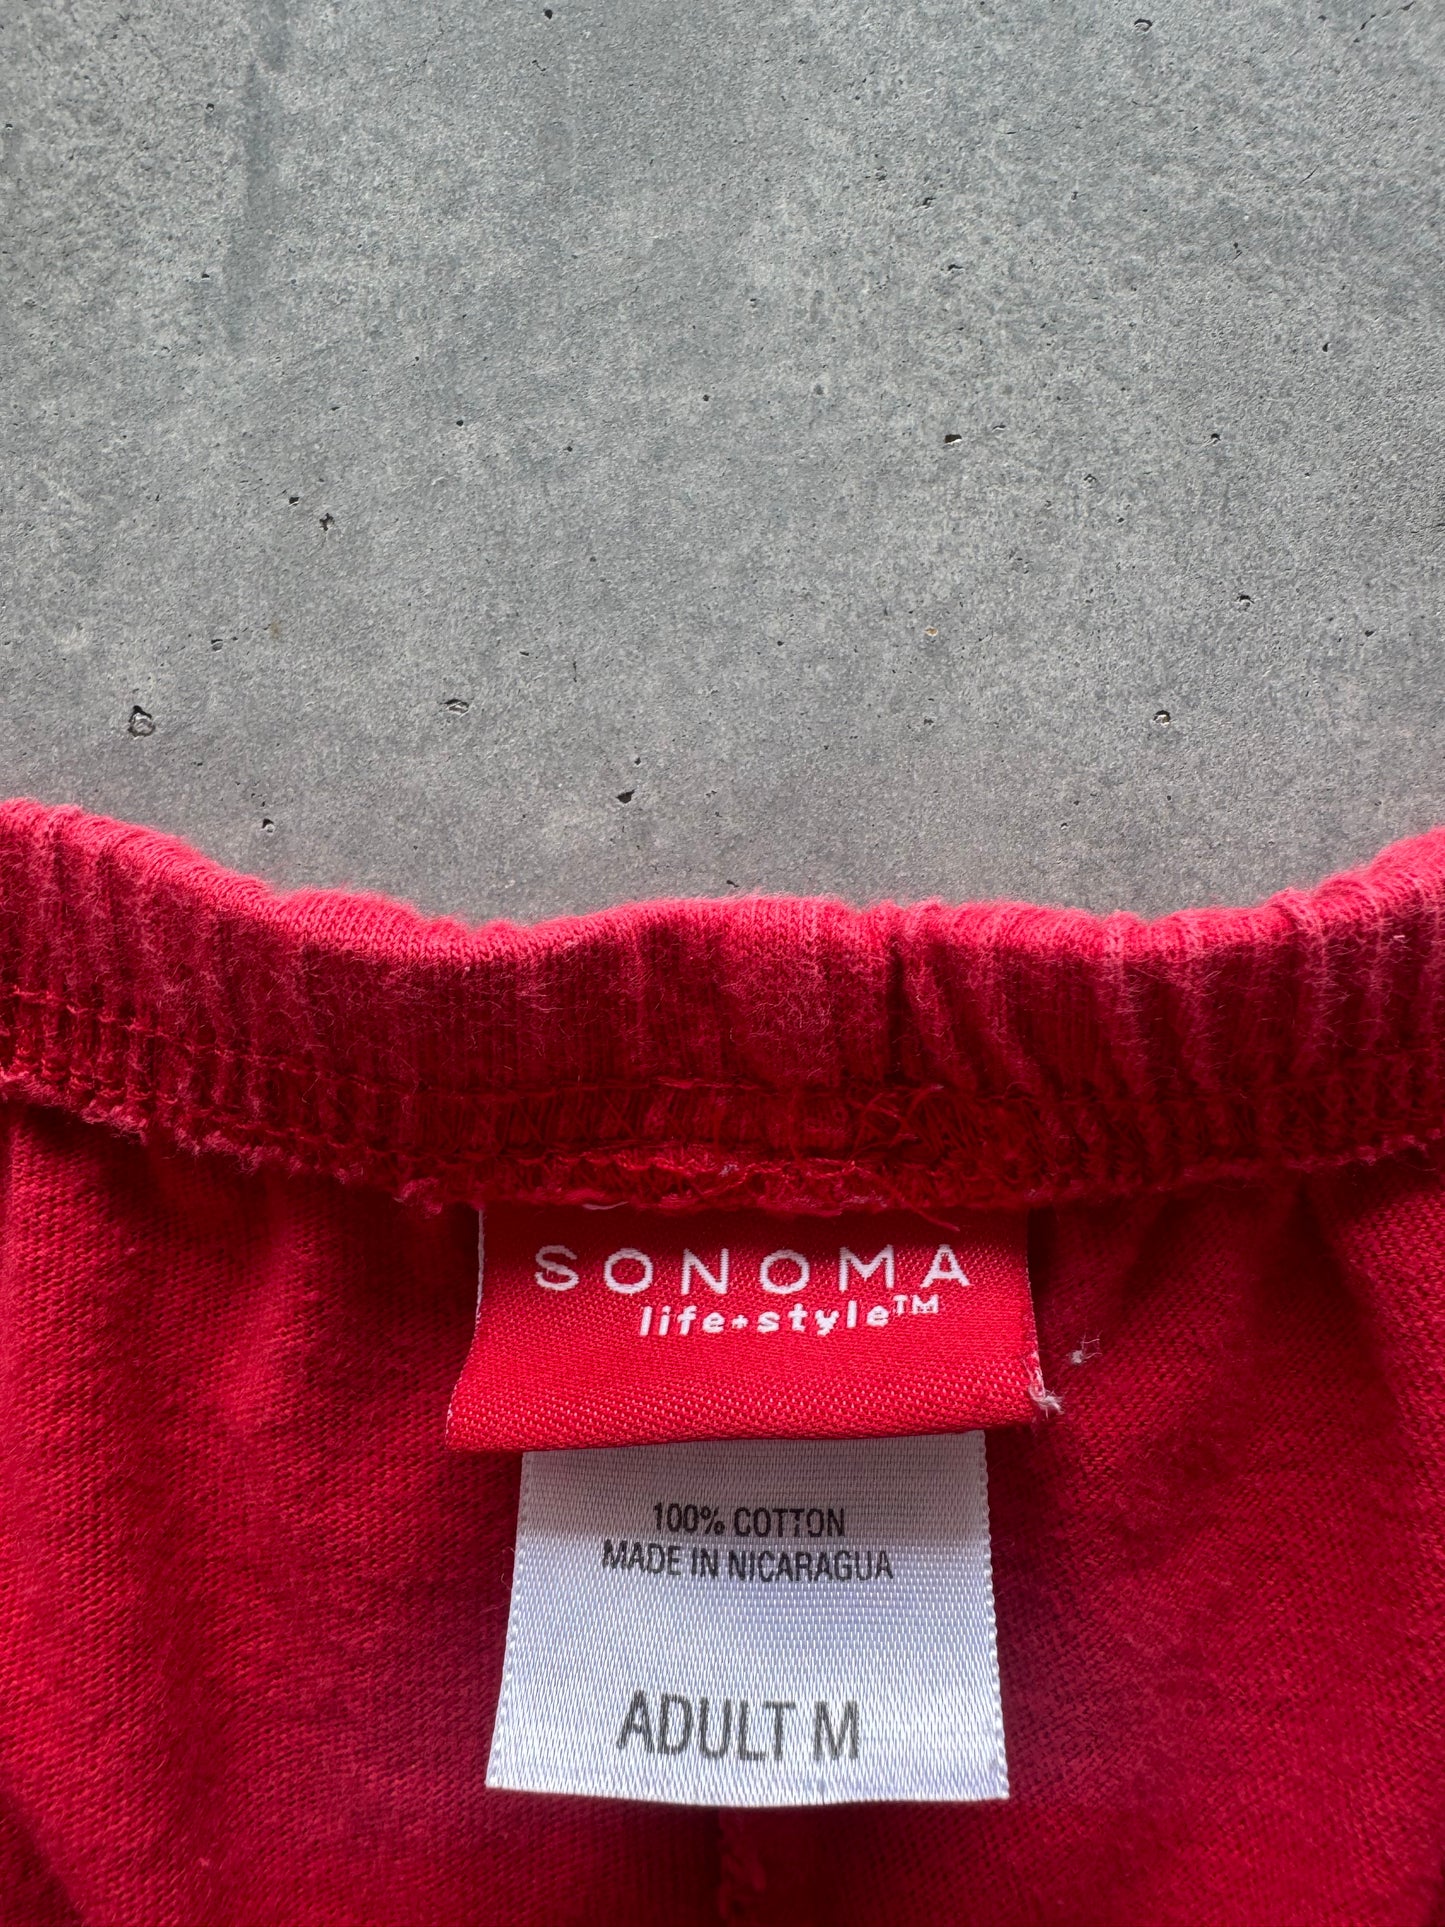 SONOMA
life+style™
100% COTTON
MADE IN NICARAGUA
ADULT M